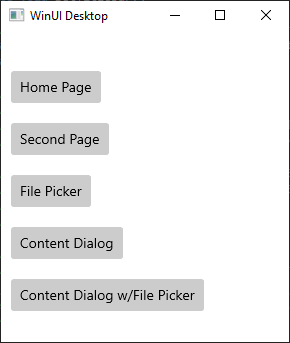 WinUI Desktop
Home Page
Second Page
File Picker
Content Dialog
Content Dialog w/File Picker